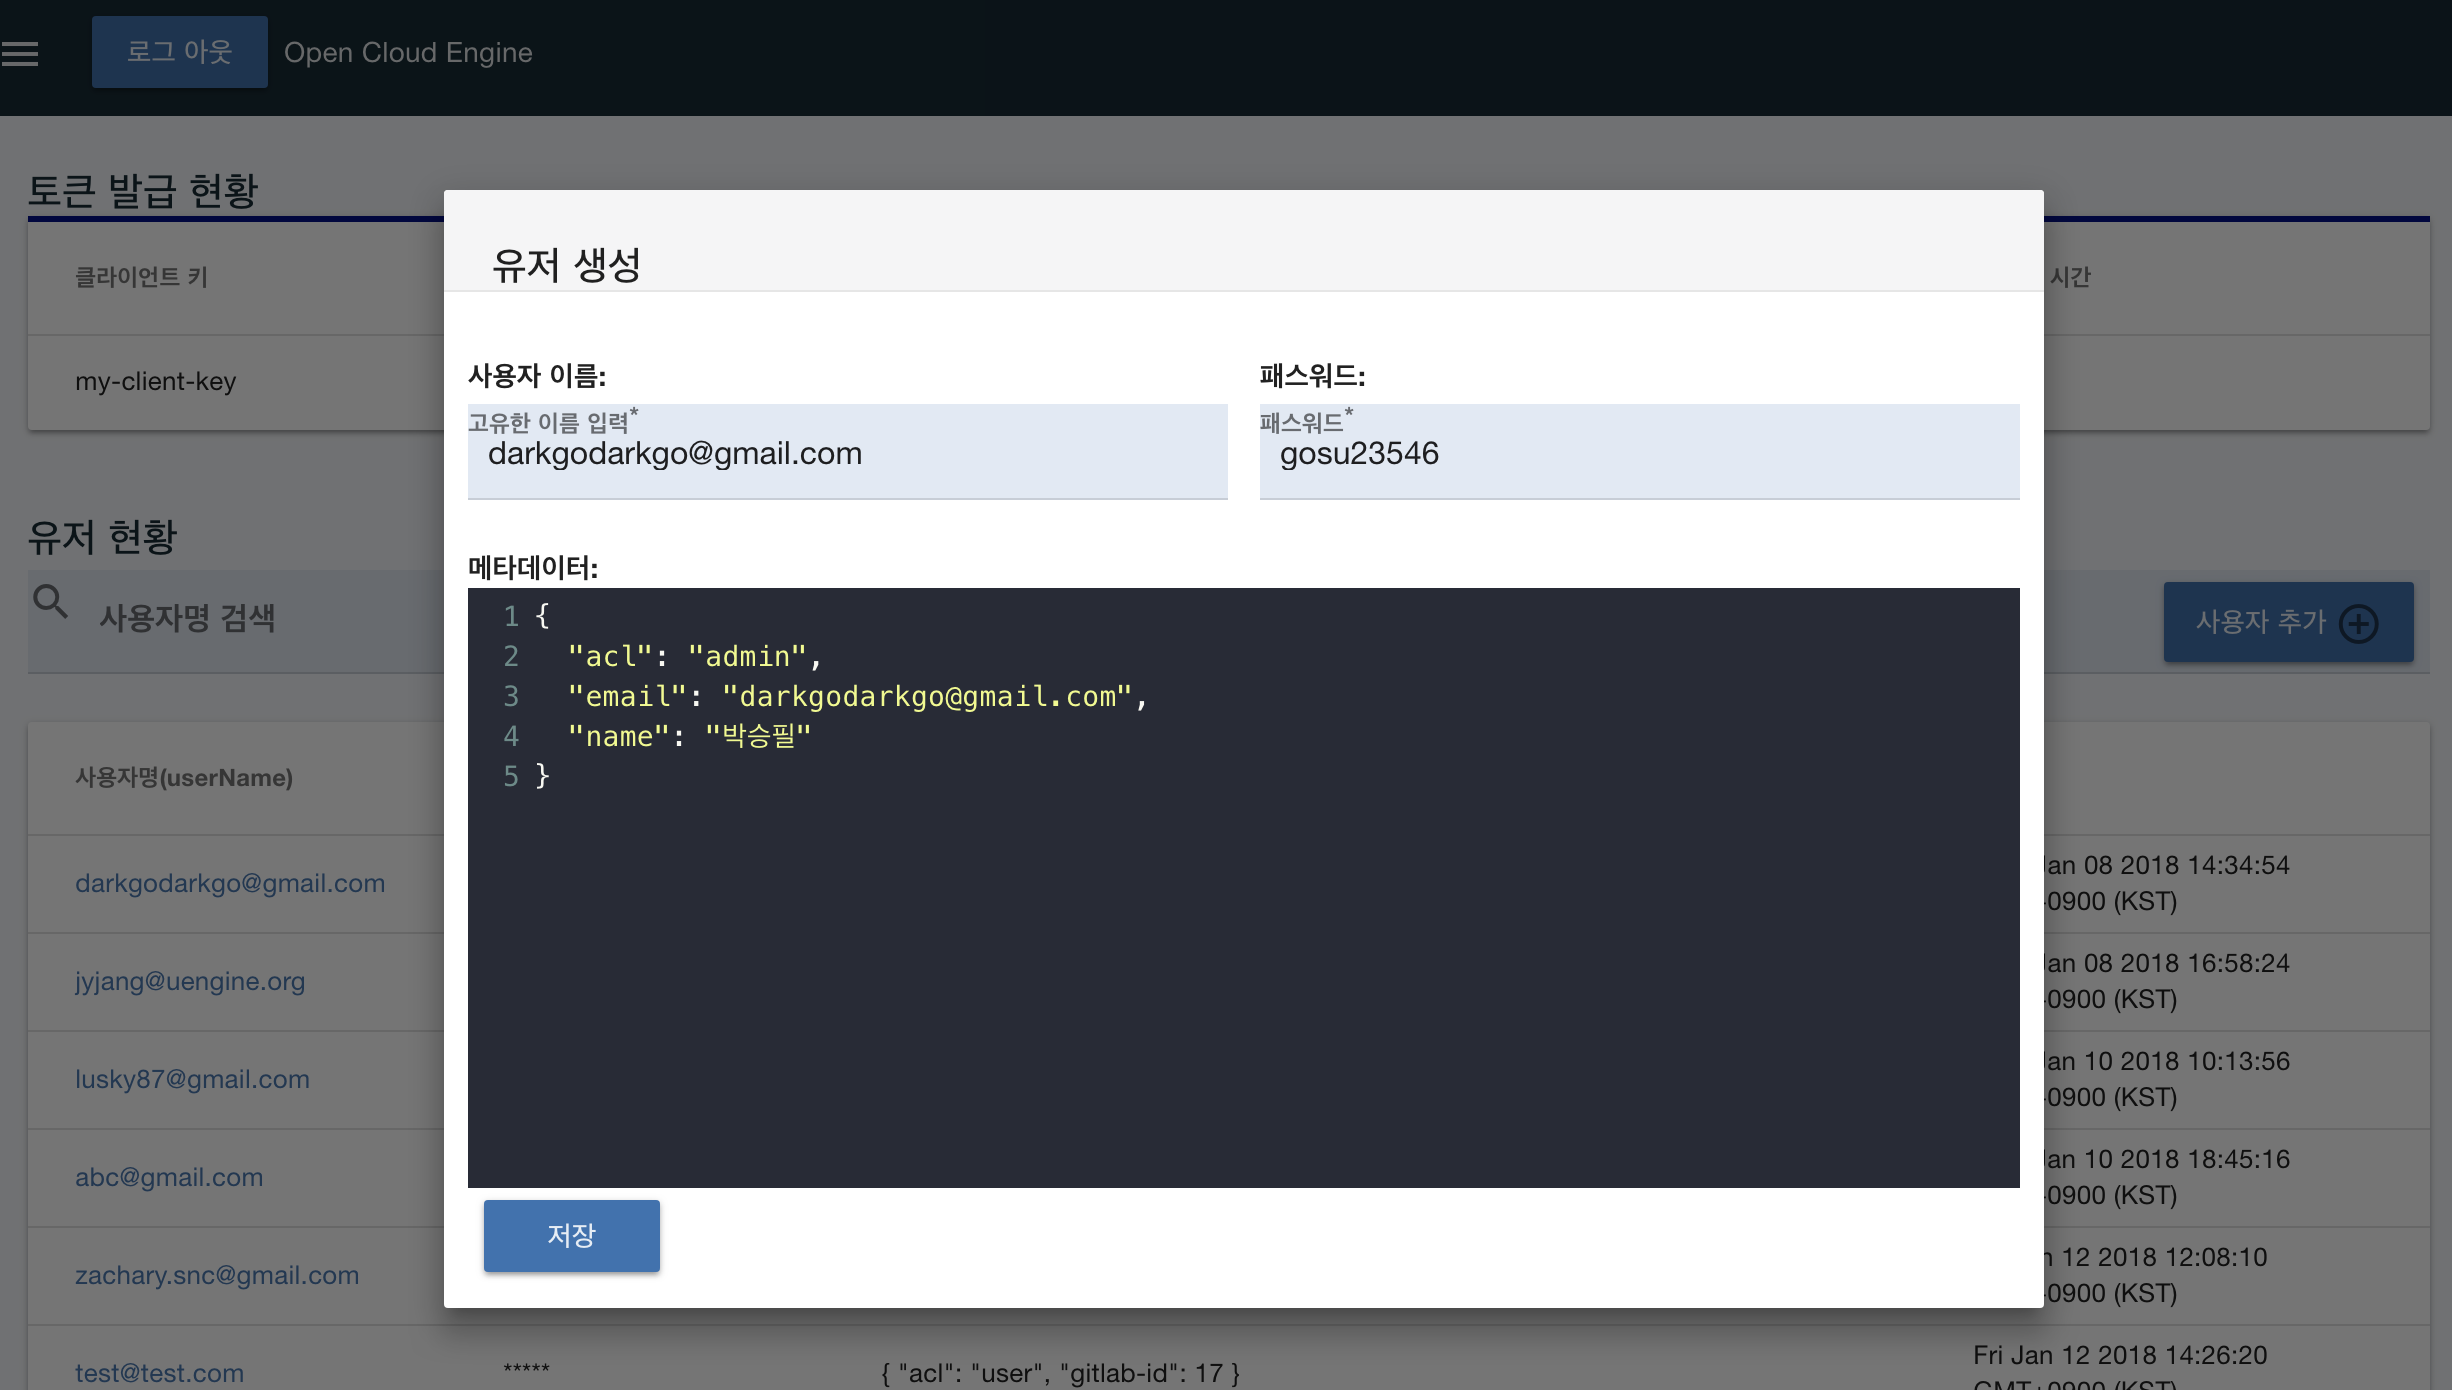 로그 아웃 Open Cloud Engine
토큰 발급 현황
클라이언트 키
시간
my-client-key
유저 현황
사용자명 검색
사용자 추가
사용자명(userName)
유저 생성
사용자 이름:
패스워드:
고유한 이름 입력*
darkgodarkgo@gmail.com
패스워드*
gosu23546
메타데이터:
1 {
2 "acl": "admin",
3 "email": "darkgodarkgo@gmail.com",
4 "name": "박승필"
5 }
저장
darkgodarkgo@gmail.com
Jan 08 2018 14:34:54
0900 (KST)
jyjang@uengine.org
Jan 08 2018 16:58:24
0900 (KST)
lusky87@gmail.com
Jan 10 2018 10:13:56
0900 (KST)
abc@gmail.com
Jan 10 2018 18:45:16
0900 (KST)
zachary.snc@gmail.com
12 2018 12:08:10
0900 (KST)
test@test.com
*****
{ "acl": "user", "gitlab-id": 17 }
Fri Jan 12 2018 14:26:20
GMT+0900 (KST)